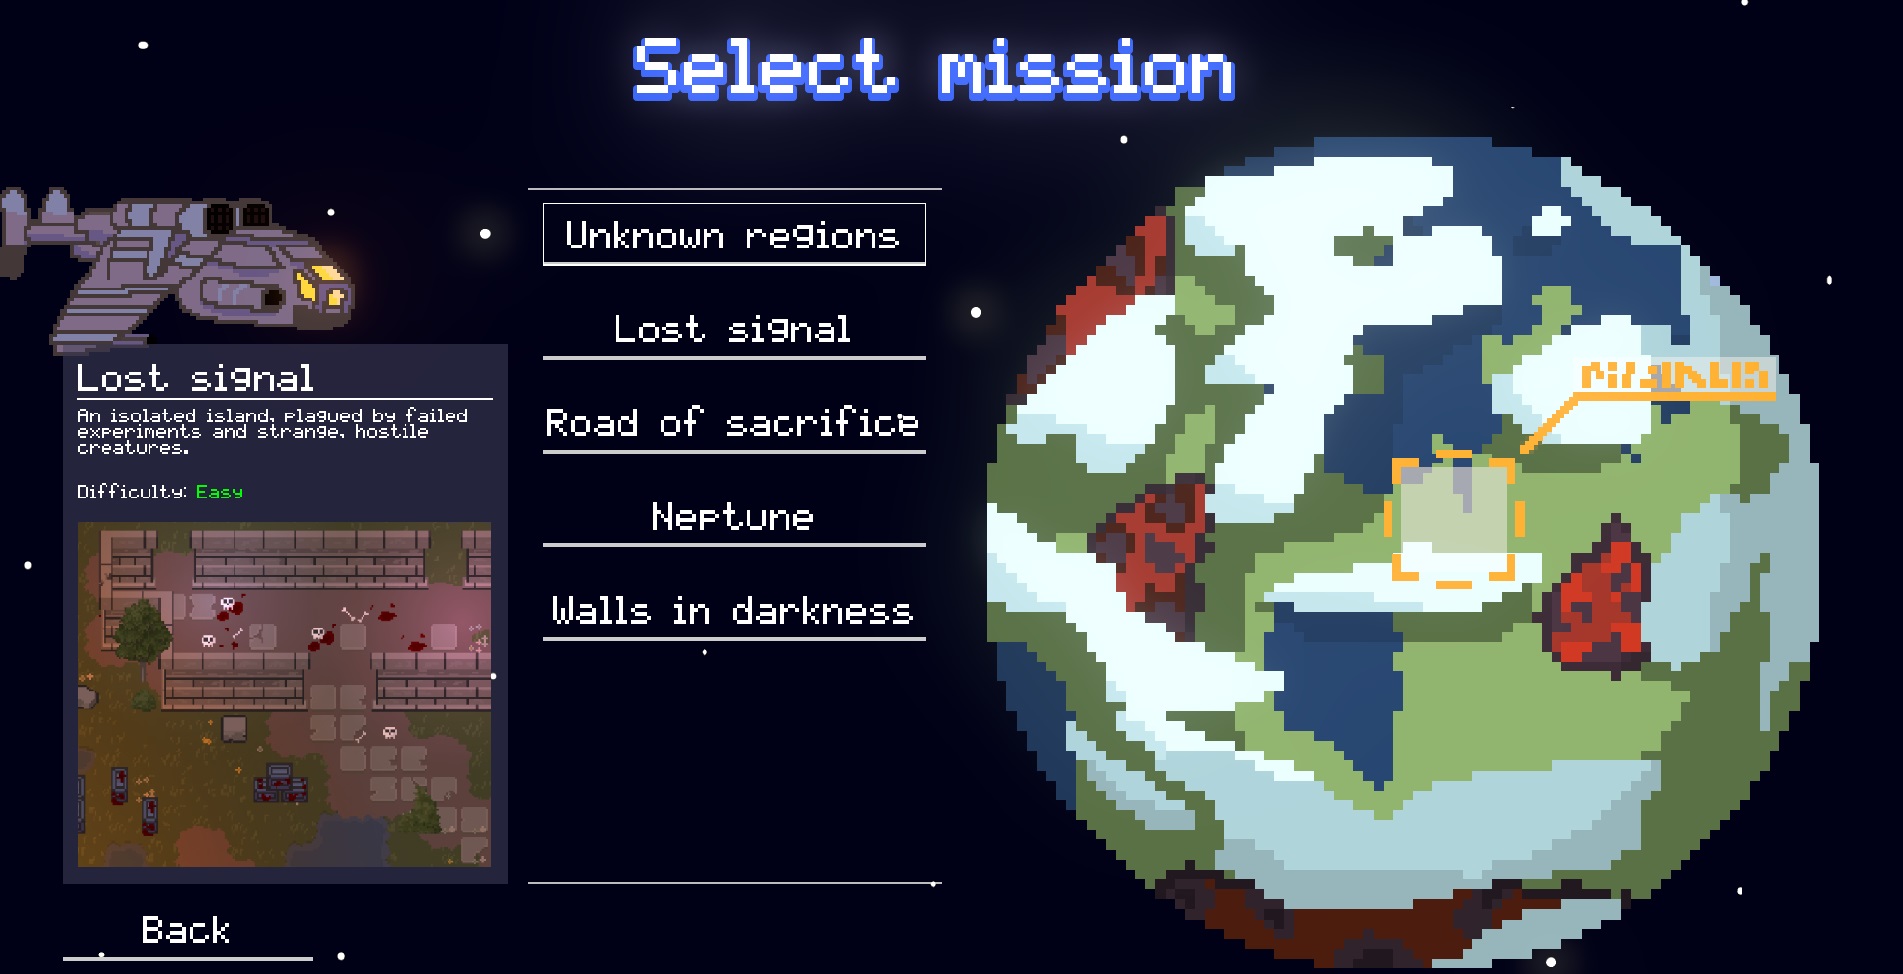 Select mission
Unknown regions
Lost signal
Road of sacrifice
Neptune
Walls in darkness
Lost signal
An isolated island, plagued by failed
experiments and strange, hostile
creatures.
Difficulty: Easy
Back